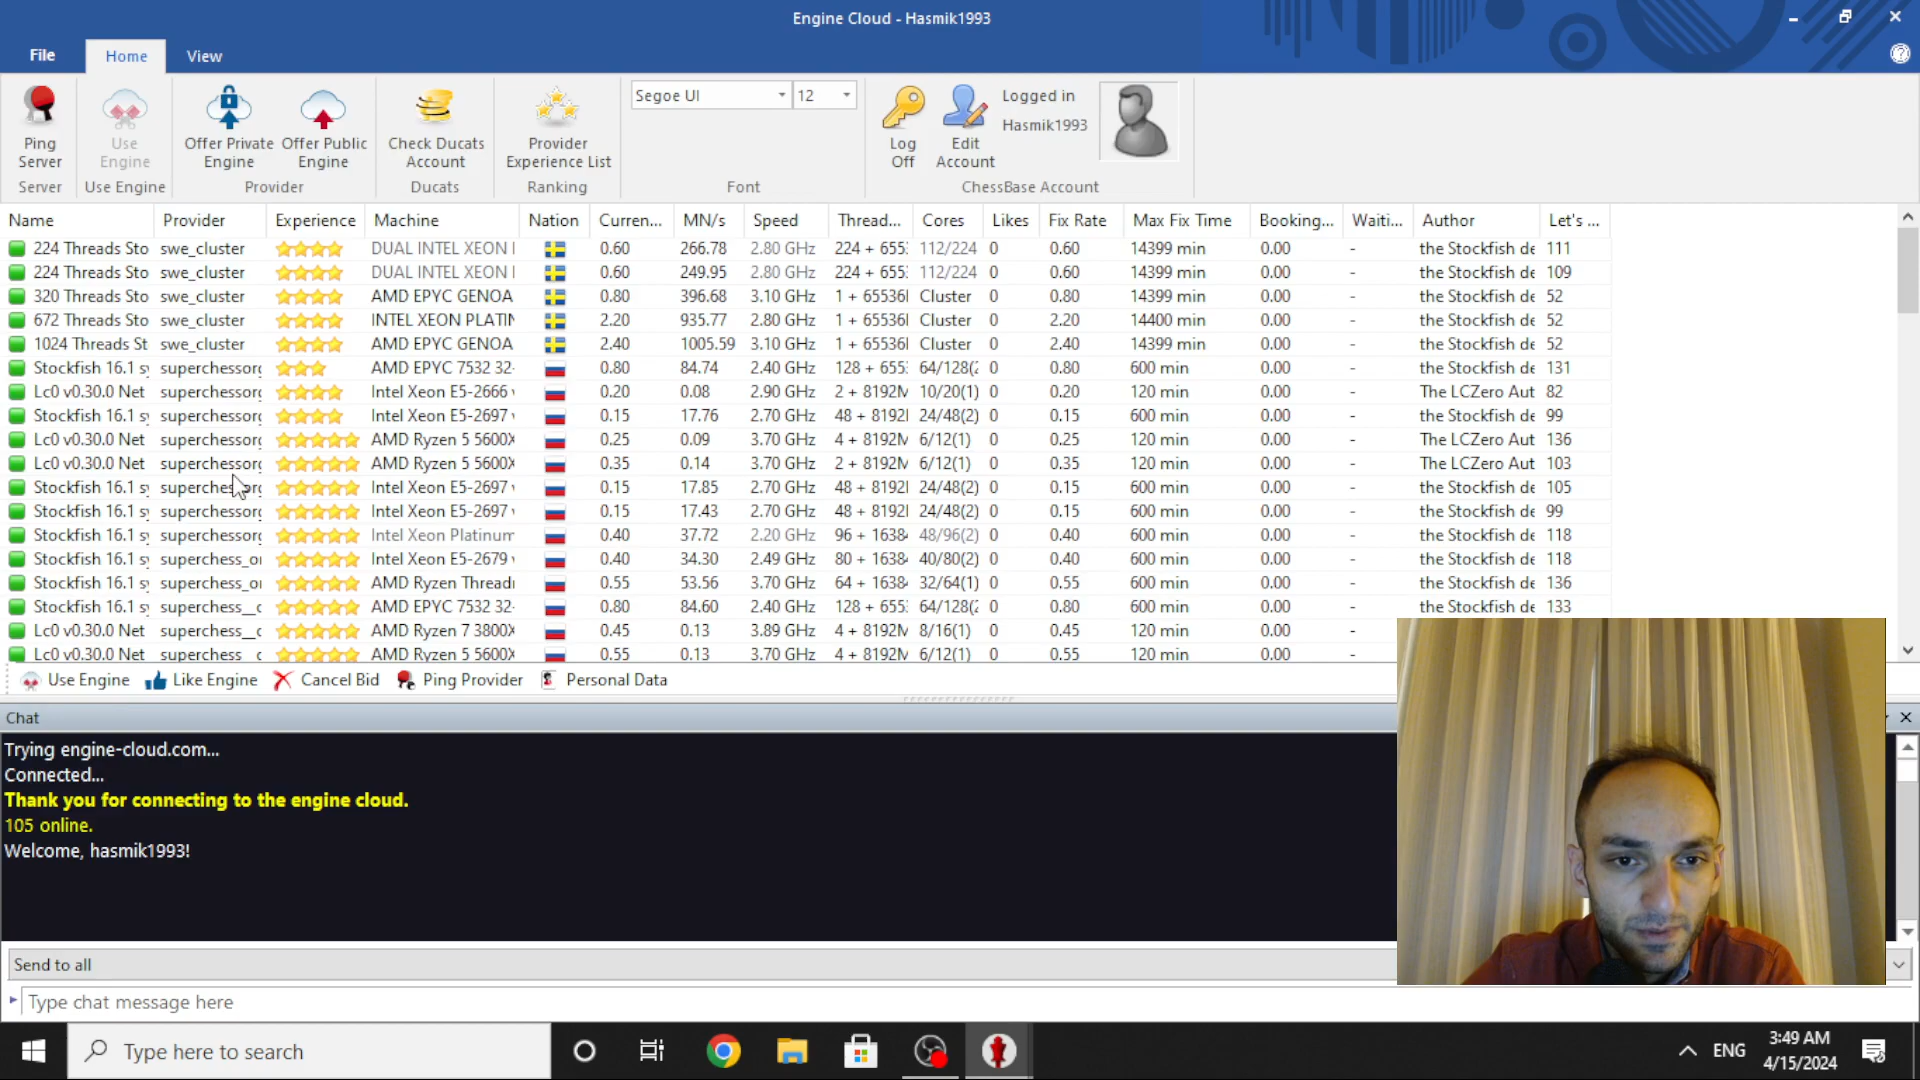 Engine Cloud - Hasmik1993
File Home View
Ping Server
Use Engine
Offer Private Engine
Offer Public Engine
Check Ducats Account
Provider Experience List
Segoe UI 12
Log Off
Edit Account
Logged in
Hasmik1993
Server Use Engine Provider Ducats Ranking Font ChessBase Account
Name Provider Experience Machine Nation Curren... MN/s Speed Thread... Cores Likes Fix Rate Max Fix Time Booking... Waiti... Author Let's ...
224 Threads Sto swe_cluster DUAL INTEL XEON 0.60 266.78 2.80 GHz 224 + 655 112/224 0 0.60 14399 min 0.00 - the Stockfish de 111
224 Threads Sto swe_cluster DUAL INTEL XEON 0.60 249.95 2.80 GHz 224 + 655 112/224 0 0.60 14399 min 0.00 - the Stockfish de 109
320 Threads Sto swe_cluster AMD EPYC GENOA 0.80 396.68 3.10 GHz 1 + 65536 Cluster 0 0.80 14399 min 0.00 - the Stockfish de 52
672 Threads Sto swe_cluster INTEL XEON PLATIN 2.20 935.77 2.80 GHz 1 + 65536 Cluster 0 2.20 14400 min 0.00 - the Stockfish de 52
1024 Threads St swe_cluster AMD EPYC GENOA 2.40 1005.59 3.10 GHz 1 + 65536 Cluster 0 2.40 14399 min 0.00 - the Stockfish de 52
Stockfish 16.1 sy superchessorg AMD EPYC 7532 32- 0.80 84.74 2.40 GHz 128 + 655 64/128(2 0 0.80 600 min 0.00 - the Stockfish de 131
Lc0 v0.30.0 Net superchessorg Intel Xeon E5-2666 v 0.20 0.08 2.90 GHz 2 + 8192M 10/20(1) 0 0.20 120 min 0.00 - The LCZero Aut 82
Stockfish 16.1 sy superchessorg Intel Xeon E5-2697 v 0.15 17.76 2.70 GHz 48 + 8192 24/48(2) 0 0.15 600 min 0.00 - the Stockfish de 99
Lc0 v0.30.0 Net superchessorg AMD Ryzen 5 5600X 0.25 0.09 3.70 GHz 4 + 8192M 6/12(1) 0 0.25 120 min 0.00 - The LCZero Aut 136
Lc0 v0.30.0 Net superchessorg AMD Ryzen 5 5600X 0.35 0.14 3.70 GHz 2 + 8192M 6/12(1) 0 0.35 120 min 0.00 - The LCZero Aut 103
Stockfish 16.1 sy superchessorg Intel Xeon E5-2697 v 0.15 17.85 2.70 GHz 48 + 8192 24/48(2) 0 0.15 600 min 0.00 - the Stockfish de 105
Stockfish 16.1 sy superchessorg Intel Xeon E5-2697 v 0.15 17.43 2.70 GHz 48 + 8192 24/48(2) 0 0.15 600 min 0.00 - the Stockfish de 99
Stockfish 16.1 sy superchessorg Intel Xeon Platinum 0.40 37.72 2.20 GHz 96 + 1638 48/96(2) 0 0.40 600 min 0.00 - the Stockfish de 118
Stockfish 16.1 sy superchess_or Intel Xeon E5-2679 v 0.40 34.30 2.49 GHz 80 + 1638 40/80(2) 0 0.40 600 min 0.00 - the Stockfish de 118
Stockfish 16.1 sy superchess_or AMD Ryzen Thread 0.55 53.56 3.70 GHz 64 + 1638 32/64(1) 0 0.55 600 min 0.00 - the Stockfish de 136
Stockfish 16.1 sy superchess__o AMD EPYC 7532 32- 0.80 84.60 2.40 GHz 128 + 655 64/128(2 0 0.80 600 min 0.00 - the Stockfish de 133
Lc0 v0.30.0 Net superchess__o AMD Ryzen 7 3800X 0.45 0.13 3.89 GHz 4 + 8192M 8/16(1) 0 0.45 120 min 0.00 -
Lc0 v0.30.0 Net superchess__o AMD Ryzen 5 5600X 0.55 0.13 3.70 GHz 4 + 8192M 6/12(1) 0 0.55 120 min 0.00 -
Use Engine Like Engine Cancel Bid Ping Provider Personal Data
Chat
Trying engine-cloud.com...
Connected...
Thank you for connecting to the engine cloud.
105 online.
Welcome, hasmik1993!
Send to all
Type chat message here
Type here to search
ENG
3:49 AM
4/15/2024